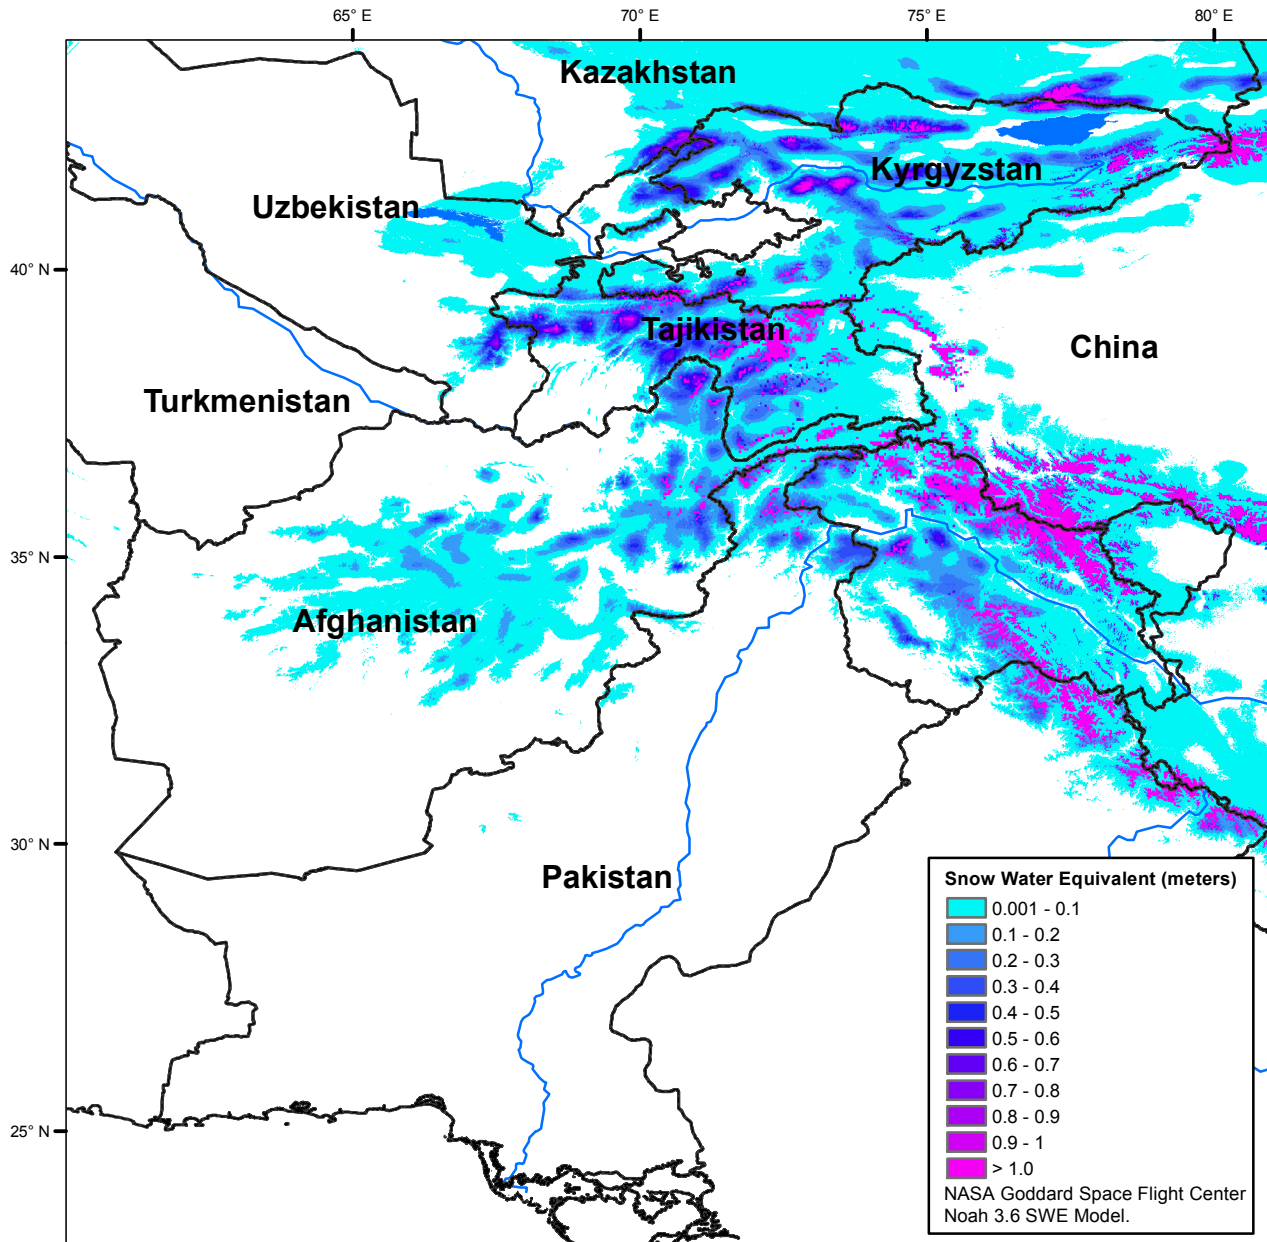 65° E
70° E
75° E
80° E
Kazakhstan
Kyrgyzstan
Uzbekistan
40° N
Tajikistan
China
Turkmenistan
35° N
Afghanistan
30° N
Pakistan
25° N
Snow Water Equivalent (meters)
0.001 - 0.1
0.1 - 0.2
0.2 - 0.3
0.3 - 0.4
0.4 - 0.5
0.5 - 0.6
0.6 - 0.7
0.7 - 0.8
0.8 - 0.9
0.9 - 1
> 1.0
NASA Goddard Space Flight Center
Noah 3.6 SWE Model.